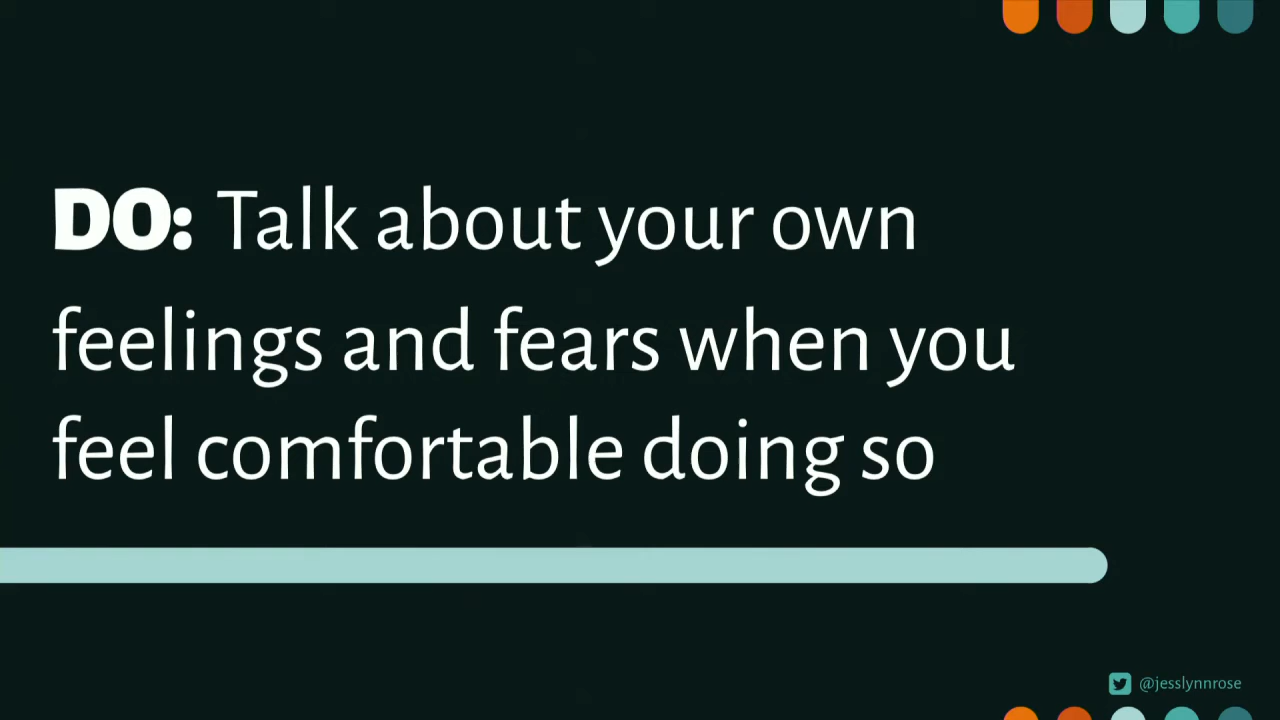 DO: Talk about your own
feelings and fears when you
feel comfortable doing so
@jesslynnrose